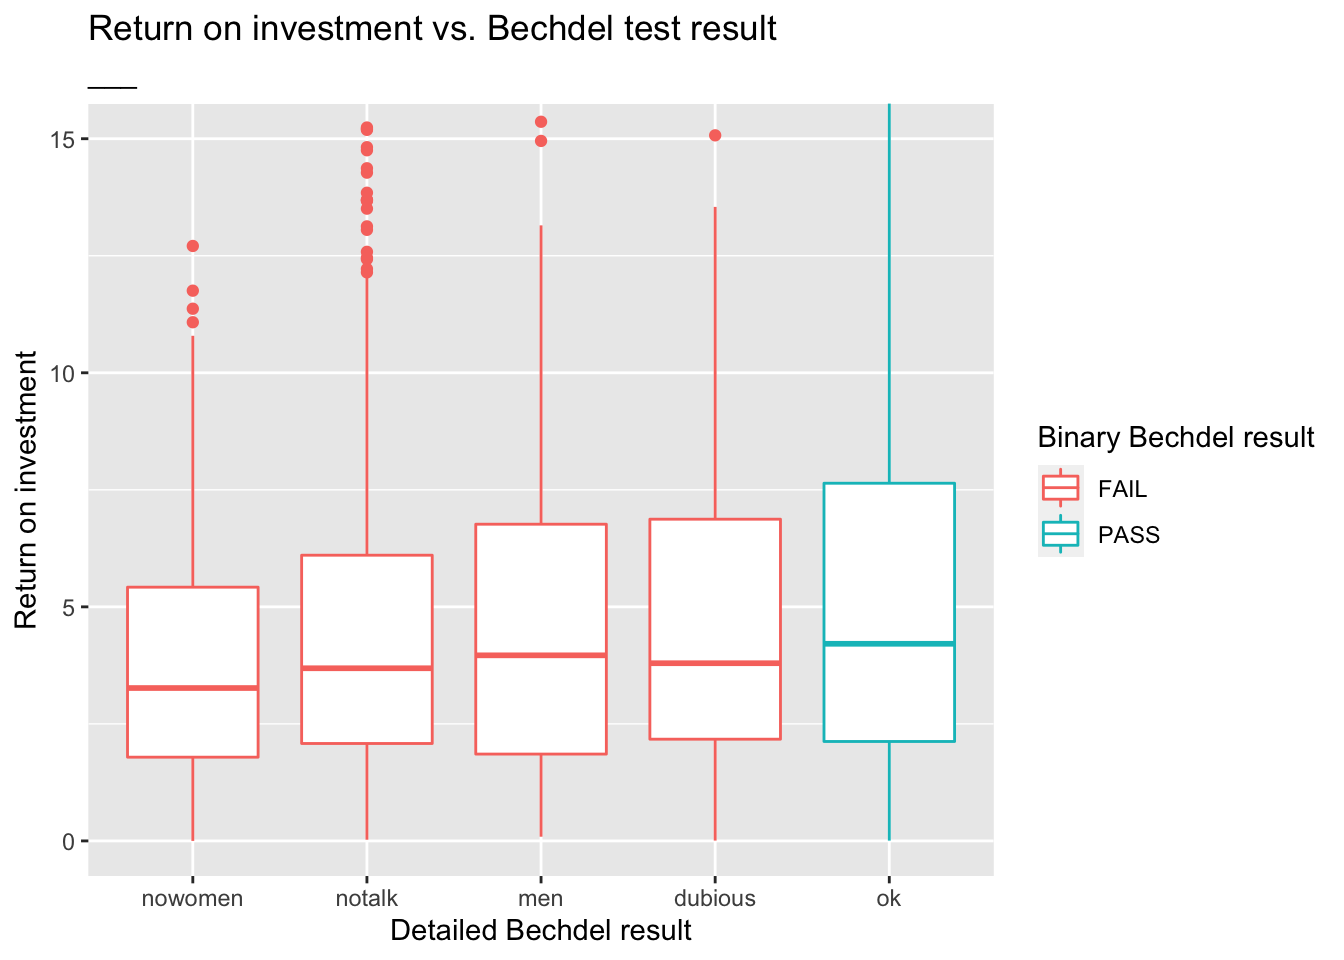 Return on investment vs. Bechdel test result
___
15
10
5
0
Return on investment
nowomen
notalk
men
dubious
ok
Detailed Bechdel result
Binary Bechdel result
FAIL
PASS